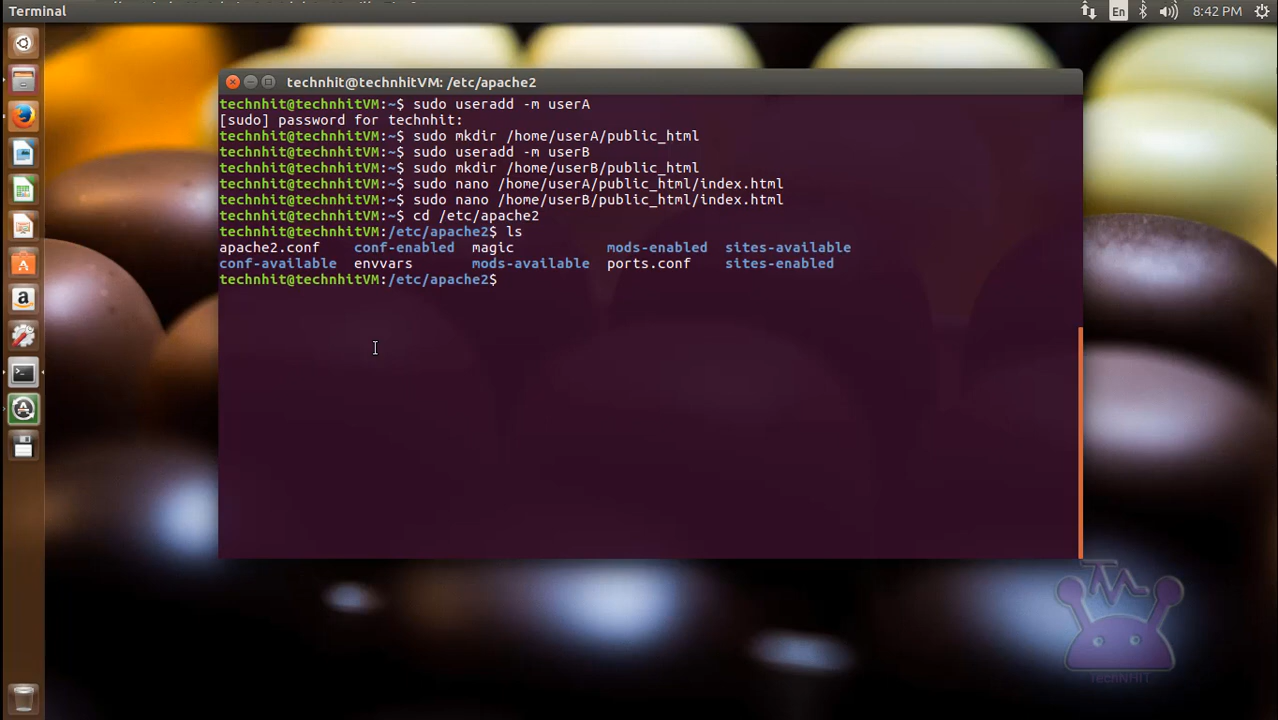 Terminal
En
8:42 PM
technhit@technhitVM: /etc/apache2
technhit@technhitVM:~$ sudo useradd -m userA
[sudo] password for technhit:
technhit@technhitVM:~$ sudo mkdir /home/userA/public_html
technhit@technhitVM:~$ sudo useradd -m userB
technhit@technhitVM:~$ sudo mkdir /home/userB/public_html
technhit@technhitVM:~$ sudo nano /home/userA/public_html/index.html
technhit@technhitVM:~$ sudo nano /home/userB/public_html/index.html
technhit@technhitVM:~$ cd /etc/apache2
technhit@technhitVM:/etc/apache2$ ls
apache2.conf conf-enabled magic mods-enabled sites-available
conf-available envvars mods-available ports.conf sites-enabled
technhit@technhitVM:/etc/apache2$
TechNHIT